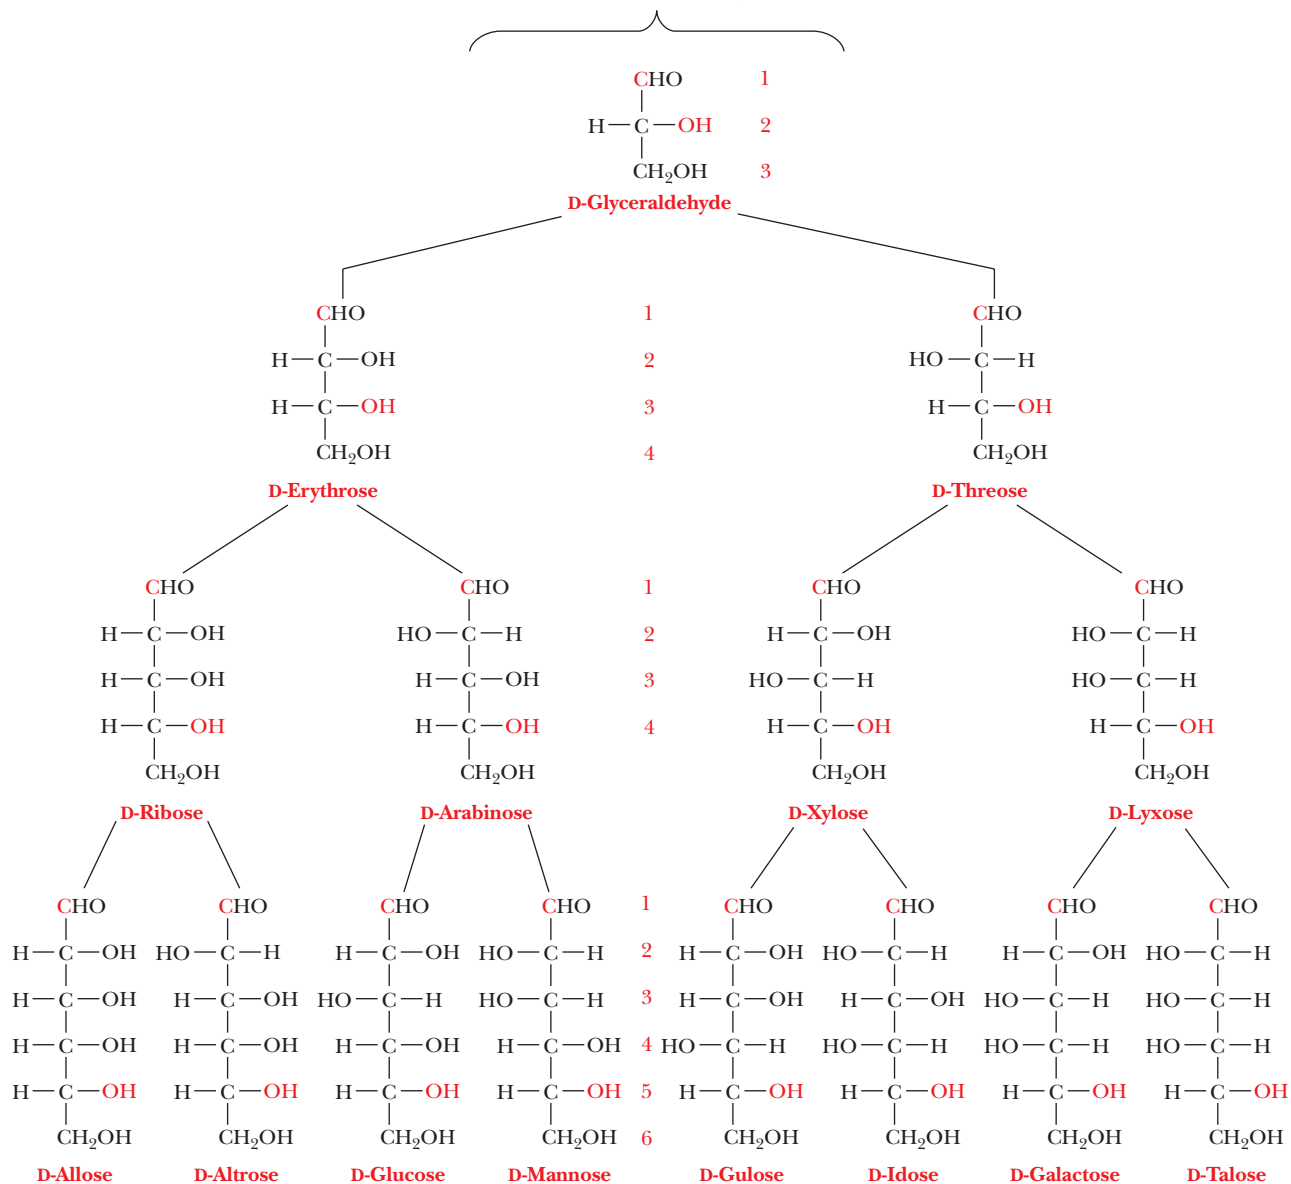 CHO 1
H—C—OH 2
CH₂OH 3
D-Glyceraldehyde
CHO 1 CHO
H—C—OH 2 HO—C—H
H—C—OH 3 H—C—OH
CH₂OH 4 CH₂OH
D-Erythrose D-Threose
CHO CHO 1 CHO CHO
H—C—OH HO—C—H 2 H—C—OH HO—C—H
H—C—OH H—C—OH 3 HO—C—H HO—C—H
H—C—OH H—C—OH 4 H—C—OH H—C—OH
CH₂OH CH₂OH CH₂OH CH₂OH
D-Ribose D-Arabinose D-Xylose D-Lyxose
CHO CHO CHO CHO 1 CHO CHO CHO CHO
H—C—OH HO—C—H H—C—OH HO—C—H 2 H—C—OH HO—C—H H—C—OH HO—C—H
H—C—OH H—C—OH HO—C—H HO—C—H 3 H—C—OH H—C—OH HO—C—H HO—C—H
H—C—OH H—C—OH H—C—OH H—C—OH 4 HO—C—H HO—C—H HO—C—H HO—C—H
H—C—OH H—C—OH H—C—OH H—C—OH 5 H—C—OH H—C—OH H—C—OH H—C—OH
CH₂OH CH₂OH CH₂OH CH₂OH 6 CH₂OH CH₂OH CH₂OH CH₂OH
D-Allose D-Altrose D-Glucose D-Mannose D-Gulose D-Idose D-Galactose D-Talose